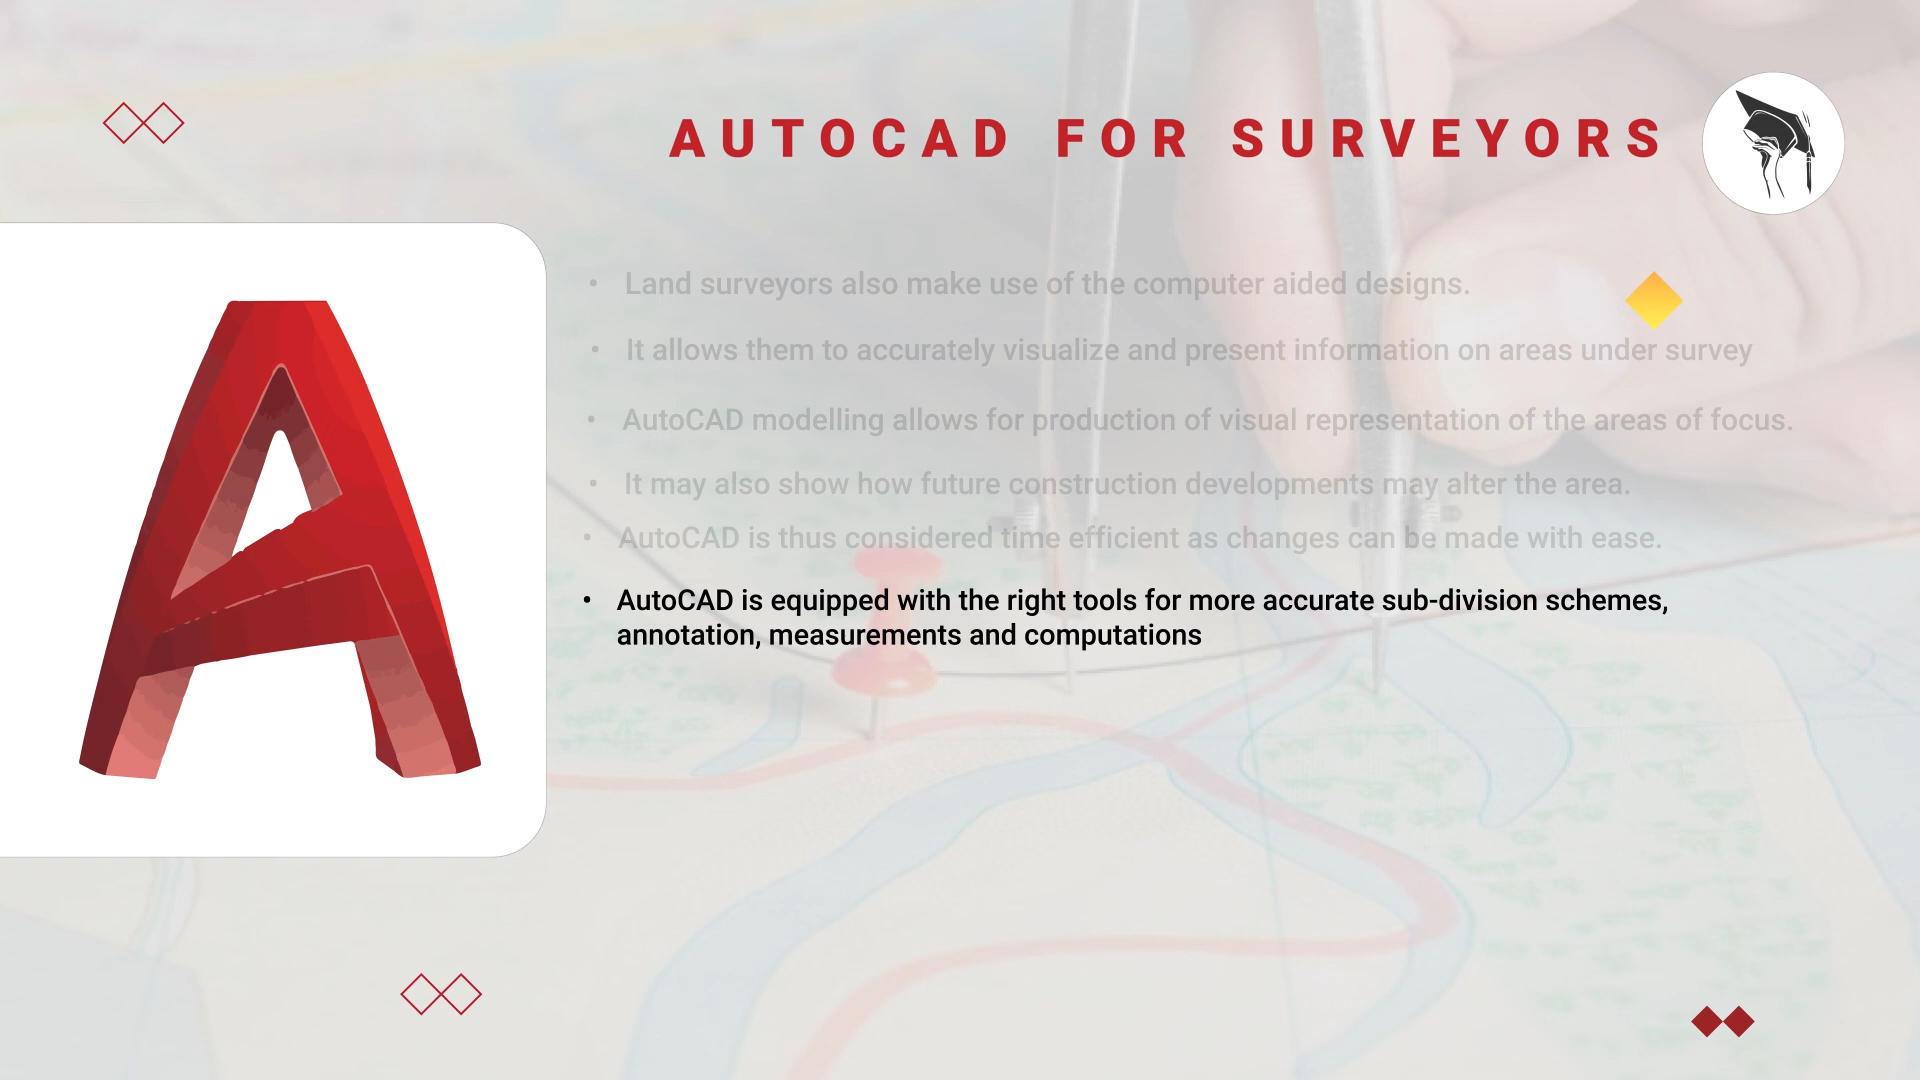 AUTOCAD FOR SURVEYORS
• Land surveyors also make use of the computer aided designs.
• It allows them to accurately visualize and present information on areas under survey
• AutoCAD modelling allows for production of visual representation of the areas of focus.
• It may also show how future construction developments may alter the area.
• AutoCAD is thus considered time efficient as changes can be made with ease.
• AutoCAD is equipped with the right tools for more accurate sub-division schemes,
annotation, measurements and computations